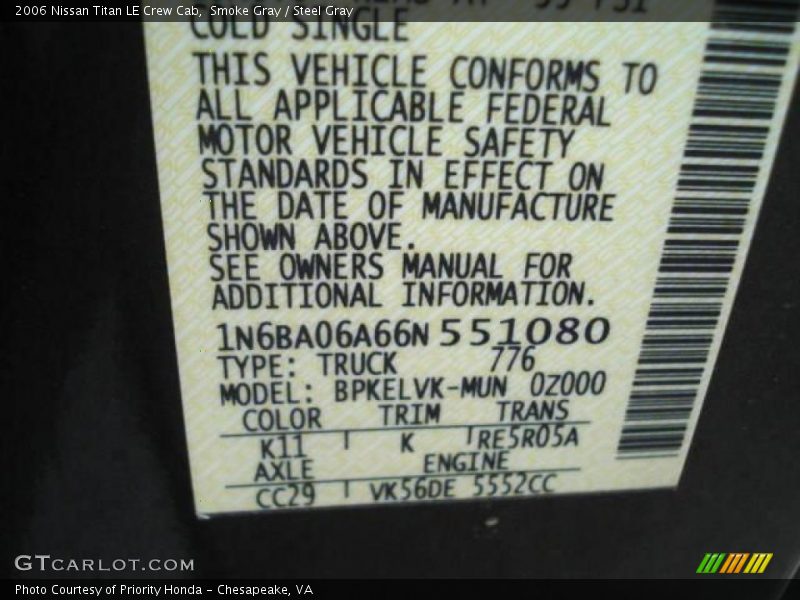 2006 Nissan Titan LE Crew Cab, Smoke Gray / Steel Gray
COLD SINGLE
THIS VEHICLE CONFORMS TO
ALL APPLICABLE FEDERAL
MOTOR VEHICLE SAFETY
STANDARDS IN EFFECT ON
THE DATE OF MANUFACTURE
SHOWN ABOVE.
SEE OWNERS MANUAL FOR
ADDITIONAL INFORMATION.
1N6BA06A66N 551080
TYPE: TRUCK 776
MODEL: BPKELVK-MUN 0Z000
COLOR TRIM TRANS
K11 K RE5R05A
AXLE ENGINE
CC29 VK56DE 5552CC
GTCARLOT.COM
Photo Courtesy of Priority Honda - Chesapeake, VA